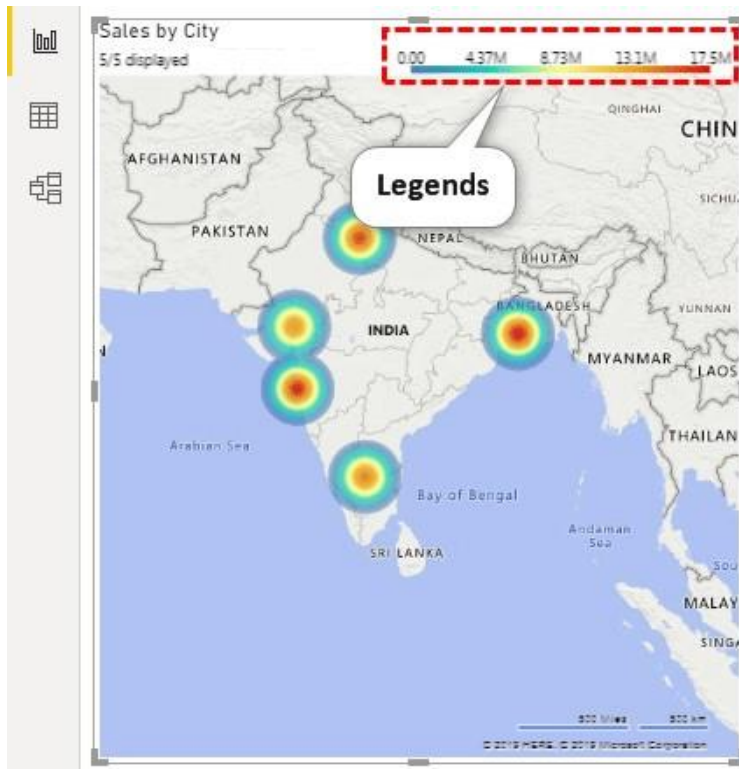 Sales by City
5/5 displayed
0.00 4.37M 8.73M 13.1M 17.5M
QINGHAI
CHIN
AFGHANISTAN
Legends
SICHU
PAKISTAN
NEPAL
BHUTAN
BANGLADESH
YUNNAN
INDIA
MYANMAR
LAOS
THAILAN
Arabian Sea
Bay of Bengal
Andaman
Sea
SRI LANKA
Sou
MALAY
SINGA
500 Miles 500 km
© 2019 HERE, © 2019 Microsoft Corporation